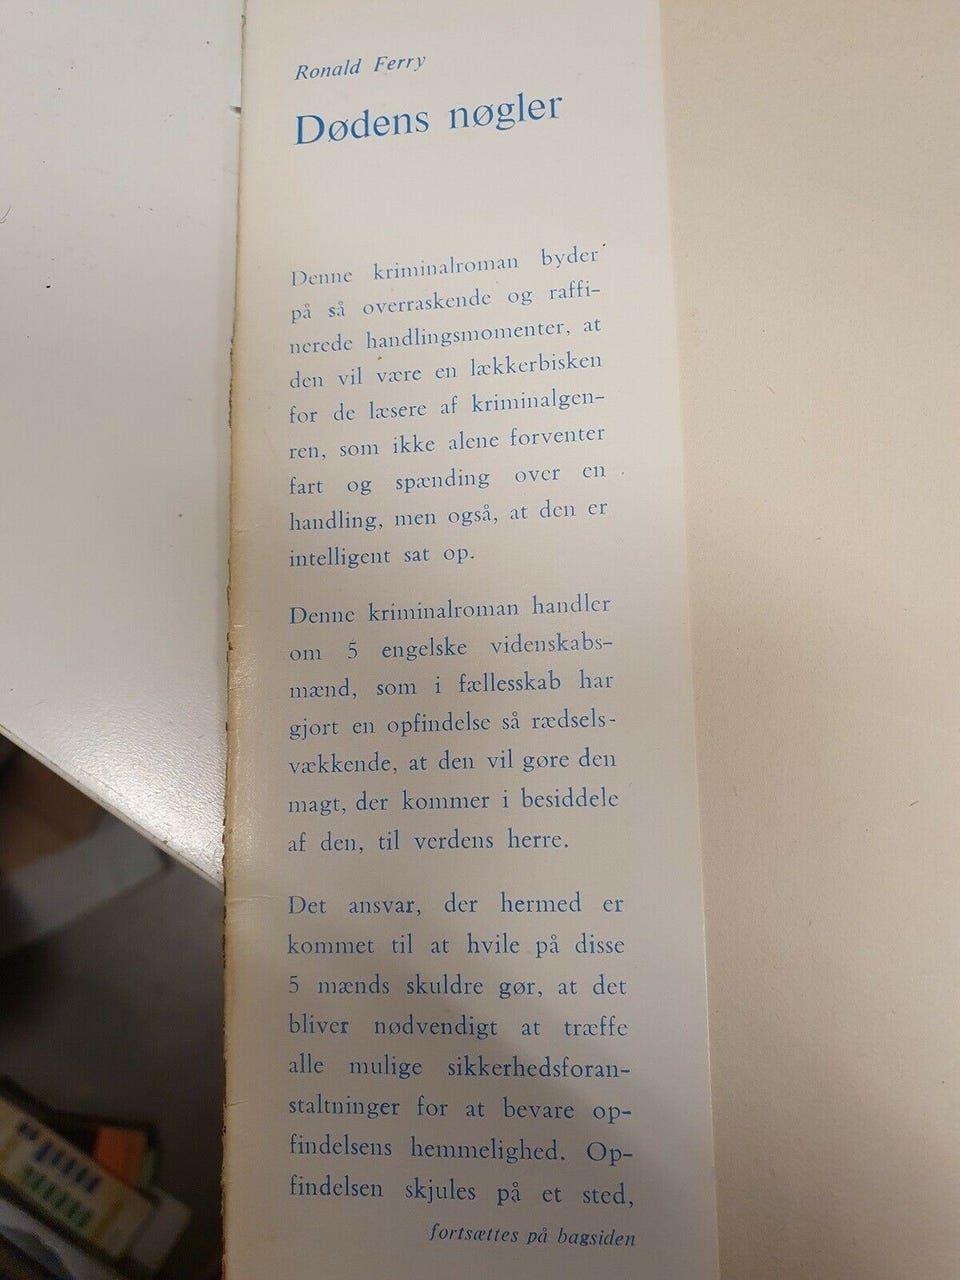 Ronald Ferry
Dødens nøgler
Denne kriminalroman byder
på så overraskende og raffi-
nerede handlingsmomenter, at
den vil være en lækkerbisken
for de læsere af kriminalgen-
ren, som ikke alene forventer
fart og spænding over en
handling, men også, at den er
intelligent sat op.
Denne kriminalroman handler
om 5 engelske videnskabs-
mænd, som i fællesskab har
gjort en opfindelse så rædsels-
vækkende, at den vil gøre den
magt, der kommer i besiddele
af den, til verdens herre.
Det ansvar, der hermed er
kommet til at hvile på disse
5 mænds skuldre gør, at det
bliver nødvendigt at træffe
alle mulige sikkerhedsforan-
staltninger for at bevare op-
findelsens hemmelighed. Op-
findelsen skjules på et sted,
fortsættes på bagsiden